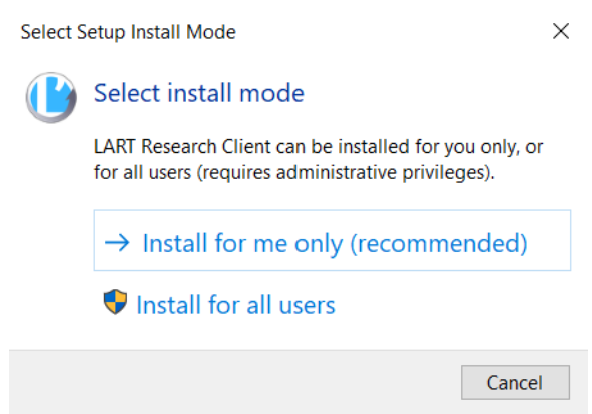 Select Setup Install Mode
Select install mode
LART Research Client can be installed for you only, or
for all users (requires administrative privileges).
Install for me only (recommended)
Install for all users
Cancel